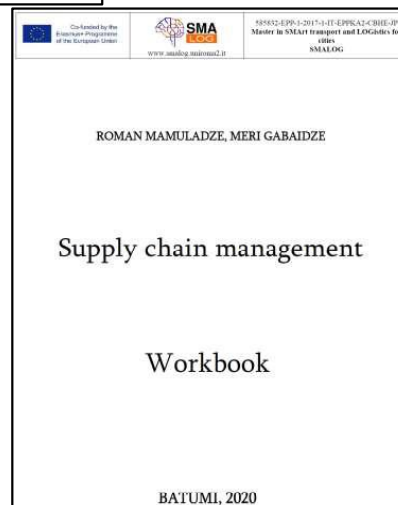 Co-funded by the
Erasmus+ Programme
of the European Union
SMA
LOG
www.smalog.uniroma2.it
585832-EPP-1-2017-1-IT-EPPKA2-CBHE-JP
Master in SMArt transport and LOGistics for
cities
SMALOG
ROMAN MAMULADZE, MERI GABAIDZE
Supply chain management
Workbook
BATUMI, 2020